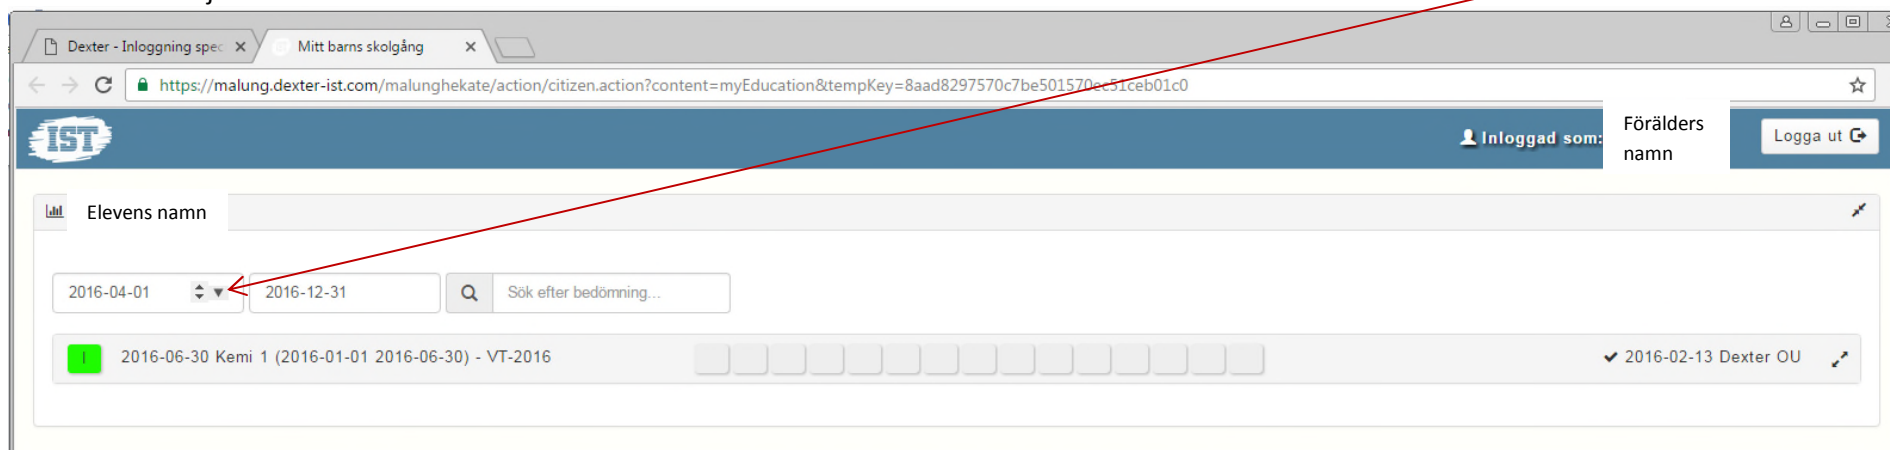 Dexter - Inloggning spec
Mitt barns skolgång
https://malung.dexter-ist.com/malunghekate/action/citizen.action?content=myEducation&tempKey=8aad8297570c7be501570ec51ceb01c0
IST
Inloggad som:
Förälders
namn
Logga ut
Elevens namn
2016-04-01
2016-12-31
Sök efter bedömning...
I 2016-06-30 Kemi 1 (2016-01-01 2016-06-30) - VT-2016
2016-02-13 Dexter OU